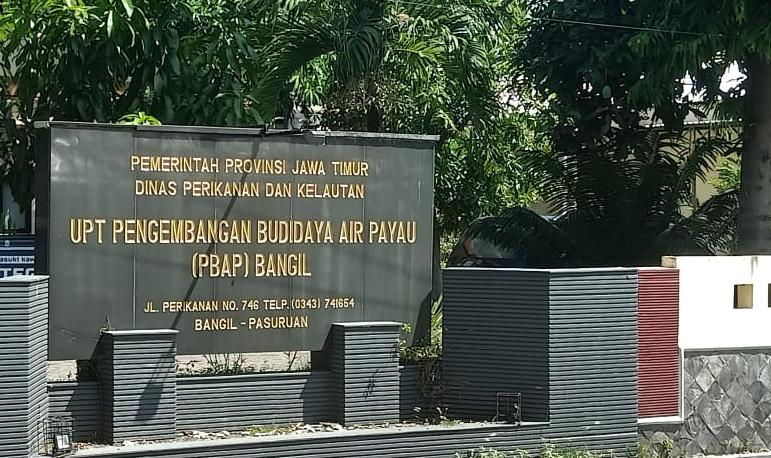 PEMERINTAH PROVINSI JAWA TIMUR
DINAS PERIKANAN DAN KELAUTAN
UPT PENGEMBANGAN BUDIDAYA AIR PAYAU
(PBAP) BANGIL
JL. PERIKANAN NO. 746 TELP. (0343) 741654
BANGIL - PASURUAN